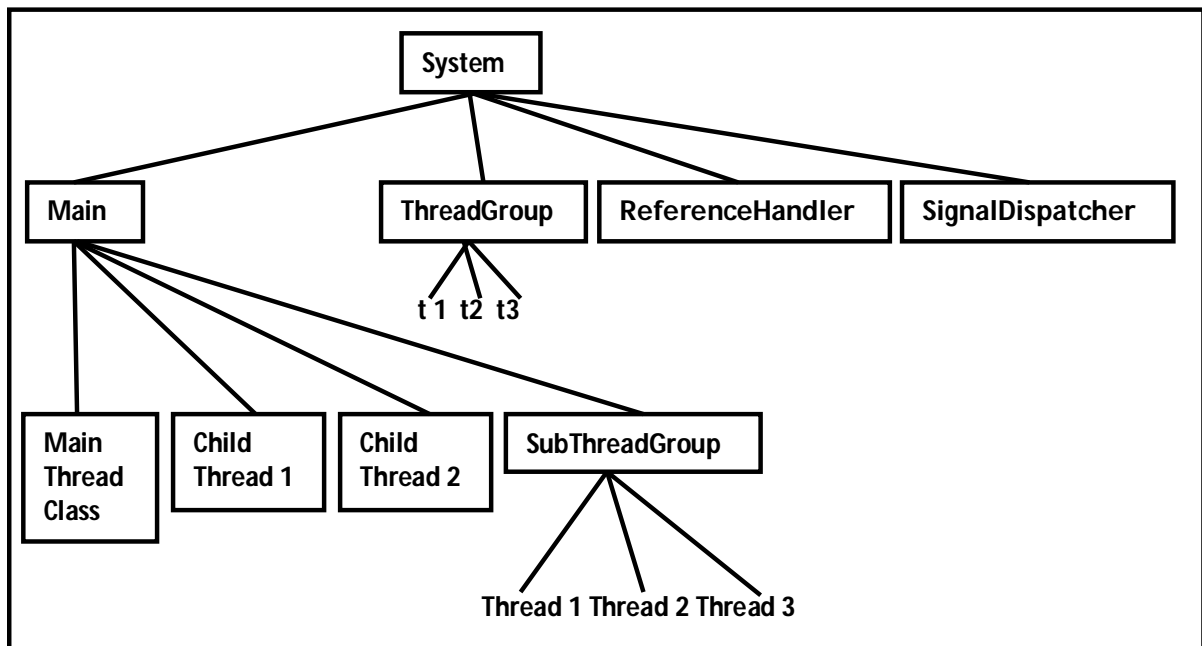 System
Main
ThreadGroup
ReferenceHandler
SignalDispatcher
t 1 t2 t3
Main
Thread
Class
Child
Thread 1
Child
Thread 2
SubThreadGroup
Thread 1 Thread 2 Thread 3